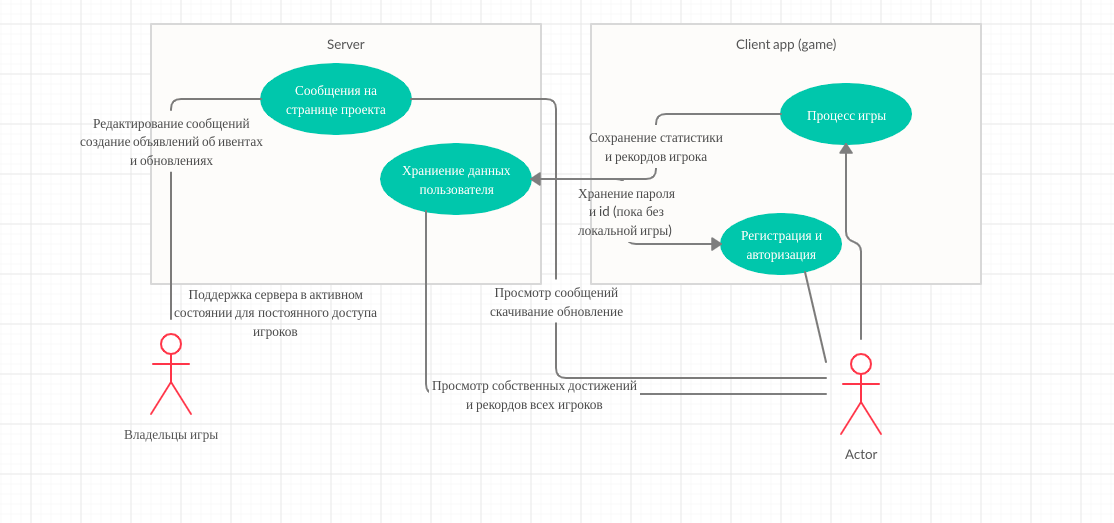 Server
Client app (game)
Сообщения на
странице проекта
Процесс игры
Редактирование сообщений
создание объявлений об ивентах
и обновлениях
Сохранение статистики
и рекордов игрока
Храниение данных
пользователя
Хранение пароля
и id (пока без
локальной игры)
Регистрация и
авторизация
Поддержка сервера в активном
состоянии для постоянного доступа
игроков
Просмотр сообщений
скачивание обновление
Просмотр собственных достижений
и рекордов всех игроков
Владельцы игры
Actor